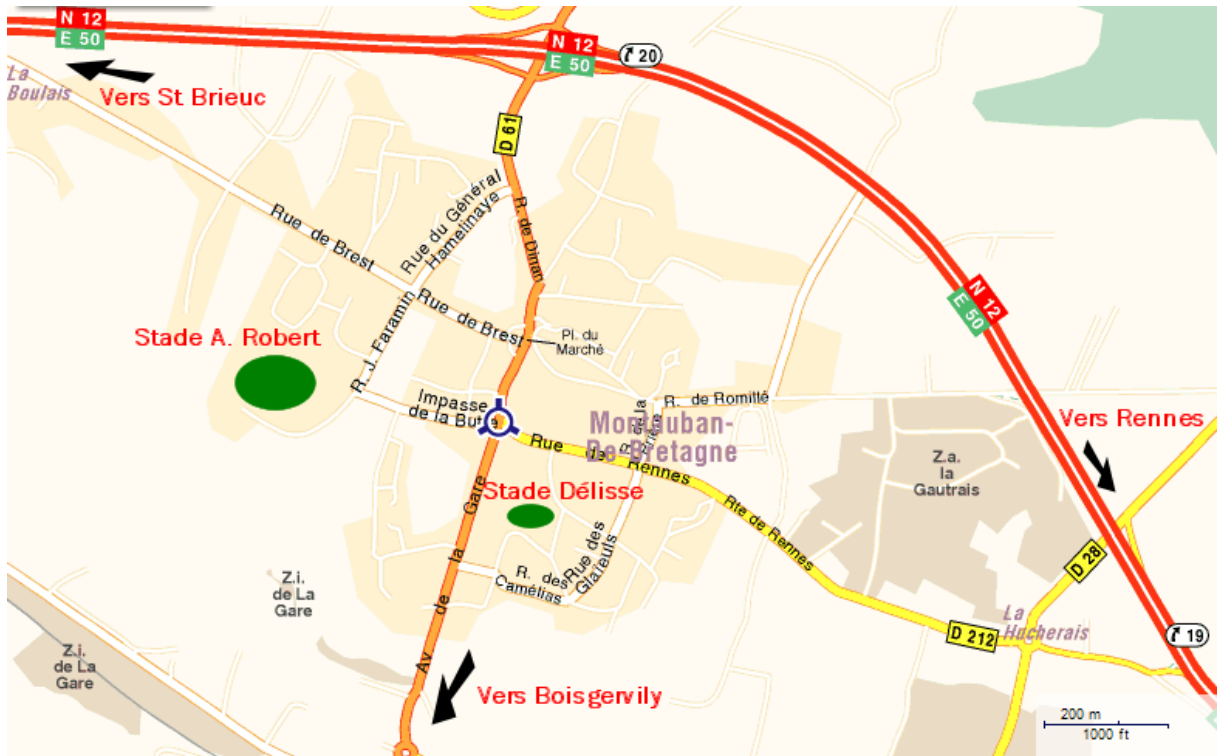 N 12
E 50
N 12
E 50
20
La
Boulais
Vers St Brieuc
D 61
Rue du Général
Hamelinaye
R. de Dinan
Rue de Brest
Rue de Brest
N 12
E 50
Stade A. Robert
R. J. Faramin
Pl. du
Marché
Impasse
de la Butte
R. de Romillé
R. de la
Montauban-
De-Bretagne
Vers Rennes
Rue de Rennes
Z.a.
la
Gautrais
Stade Délisse
Rte de Rennes
Av de la Gare
R. des
Camélias
Rue des
Glaïeuls
D 28
Z.i.
de La
Gare
La
Hucherais
D 212
19
Z.i.
de La
Gare
Vers Boisgervily
200 m
1000 ft